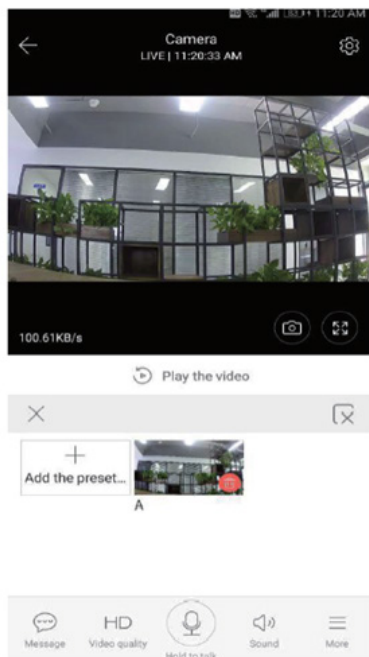 11:20 AM
Camera
LIVE | 11:20:33 AM
100.61KB/s
Play the video
Add the preset...
A
HD
Message
Video quality
Hold to talk
Sound
More